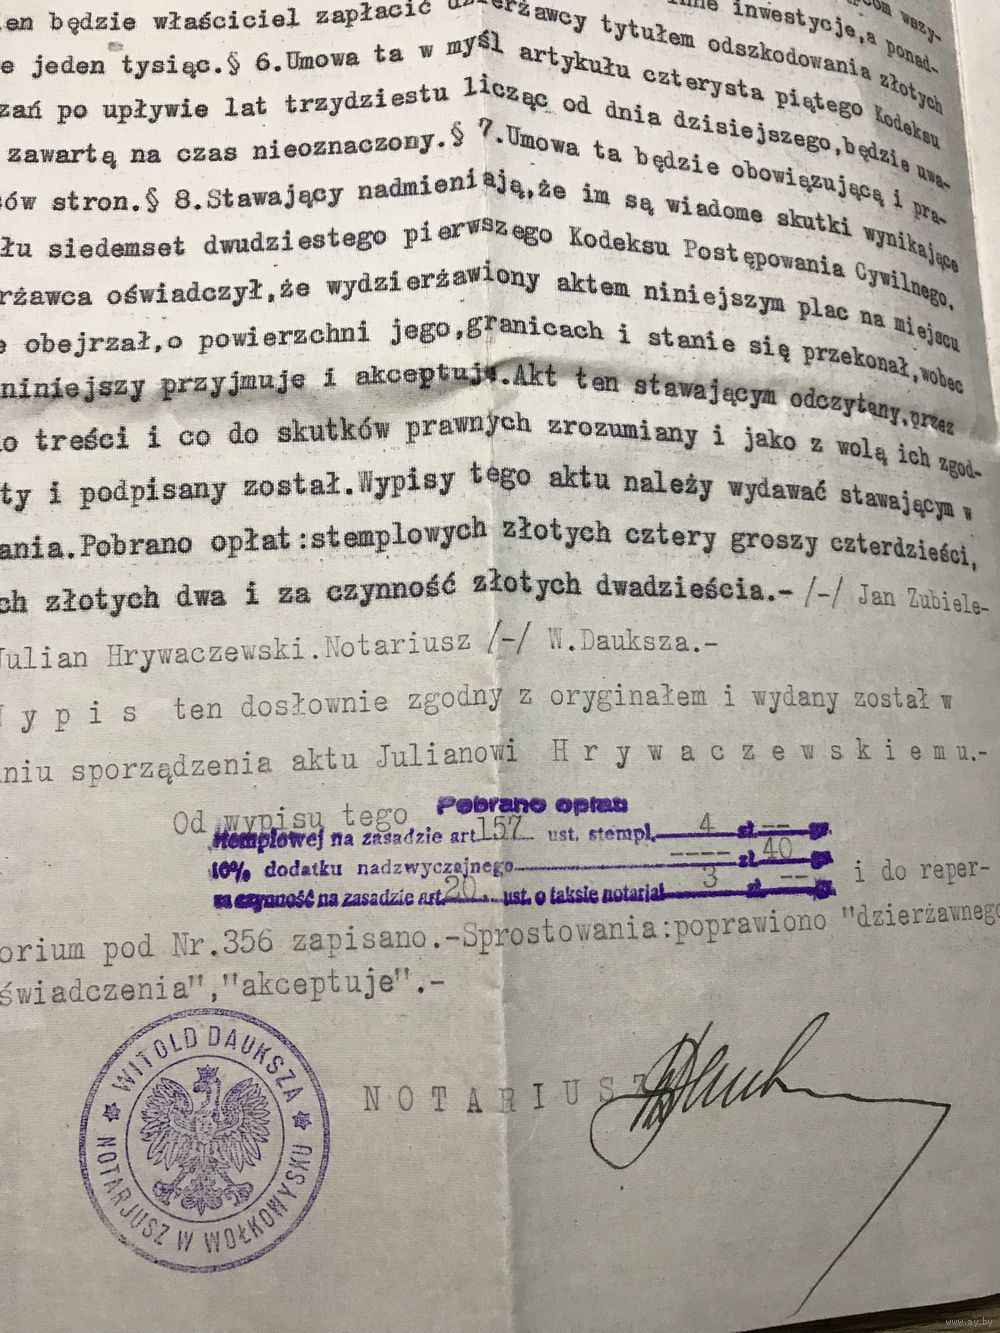 en będzie właściciel zapłacić dzierżawcy tytułem odszkodowania złotych
inwestycje,a ponad-
wszy-
e jeden tysiąc.§ 6.Umowa ta w myśl artykułu czterysta piątego Kodeksu
zań po upływie lat trzydziestu licząc od dnia dzisiejszego,będzie uwa-
zawartą na czas nieoznaczony.§ 7.Umowa ta będzie obowiązującą i pra-
ów stron.§ 8.Stawający nadmieniają,że im są wiadome skutki wynikające
łu siedemset dwudziestego pierwszego Kodeksu Postępowania Cywilnego.
rżawca oświadczył,że wydzierżawiony aktem niniejszym plac na miejscu
e obejrzał,o powierzchni jego,granicach i stanie się przekonał,wobec
niniejszy przyjmuje i akceptuje.Akt ten stawającym odczytany,przez
o treści i co do skutków prawnych zrozumiany i jako z wolą ich zgod-
ty i podpisany został.Wypisy tego aktu należy wydawać stawającym w
ania.Pobrano opłat:stemplowych złotych cztery groszy czterdzieści,
ch złotych dwa i za czynność złotych dwadzieścia.- /-/ Jan Zubiele-
Julian Hrywaczewski.Notariusz /-/ W.Dauksza.-
W y p i s ten dosłownie zgodny z oryginałem i wydany został w
niu sporządzenia aktu Julianowi H r y w a c z e w s k i e m u.-
Od wypisu tego Pobrano opłat
stemplowej na zasadzie art 157 ust. stempl. 4 zł. -- gr.
10% dodatku nadzwyczajnego ---- zł. 40 gr.
za czynność na zasadzie art. 20 ust. o taksie notarjal 3 zł. -- gr. i do reper-
orium pod Nr.356 zapisano.-Sprostowania:poprawiono "dzierżawnego
świadczenia","akceptuje".-
WITOLD DAUKSZA
NOTARJUSZ W WOŁKOWYSKU
N O T A R I U S Z
www.ay.by